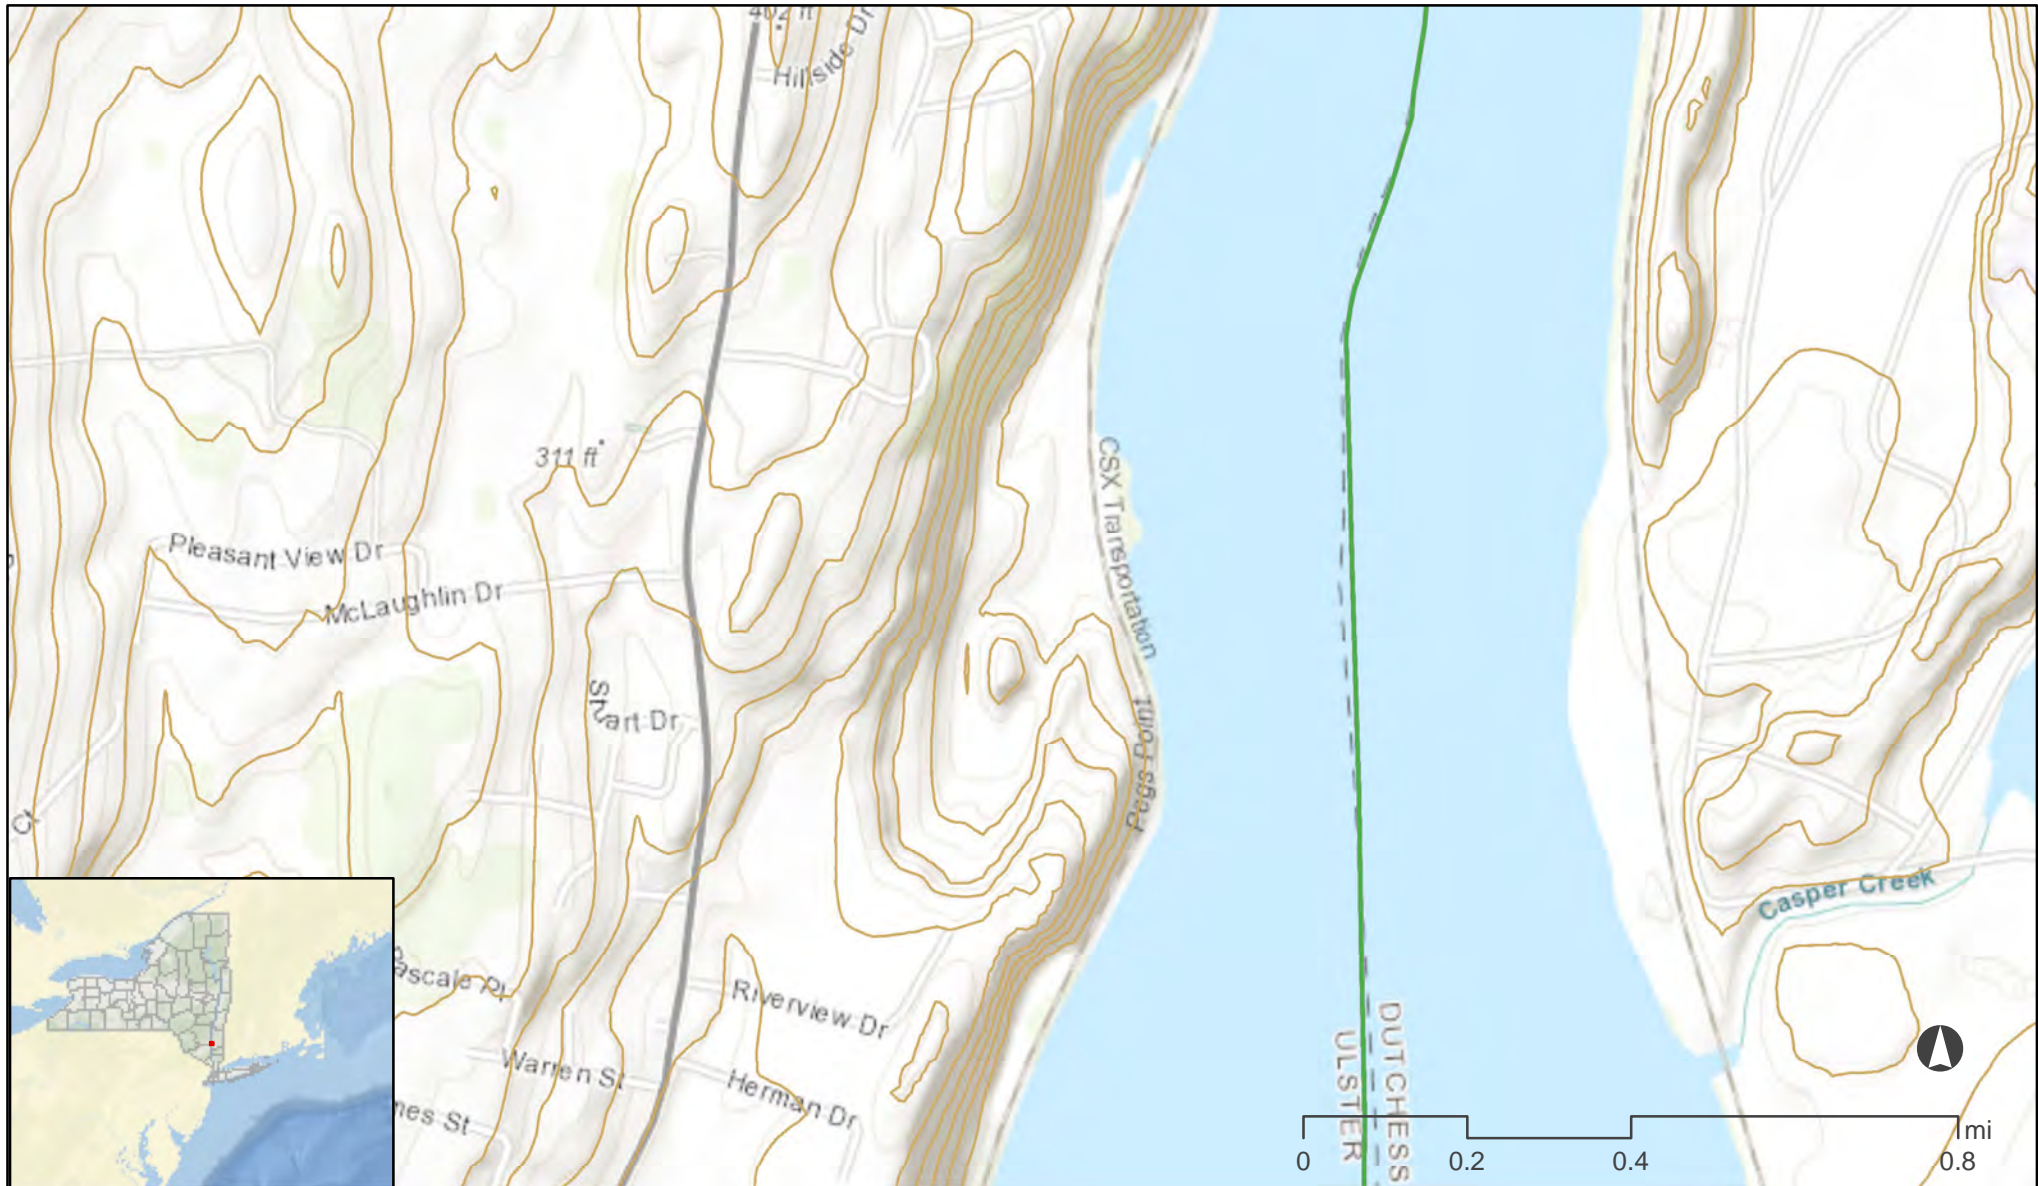 402 ft
Hillside Dr
311 ft
CSX Transportation
Pleasant View Dr
McLaughlin Dr
Stuart Dr
Pegs Point
Casper Creek
Riverview Dr
Warren St
Herman Dr
DUTCHESS
ULSTER
mi
0 0.2 0.4 0.8